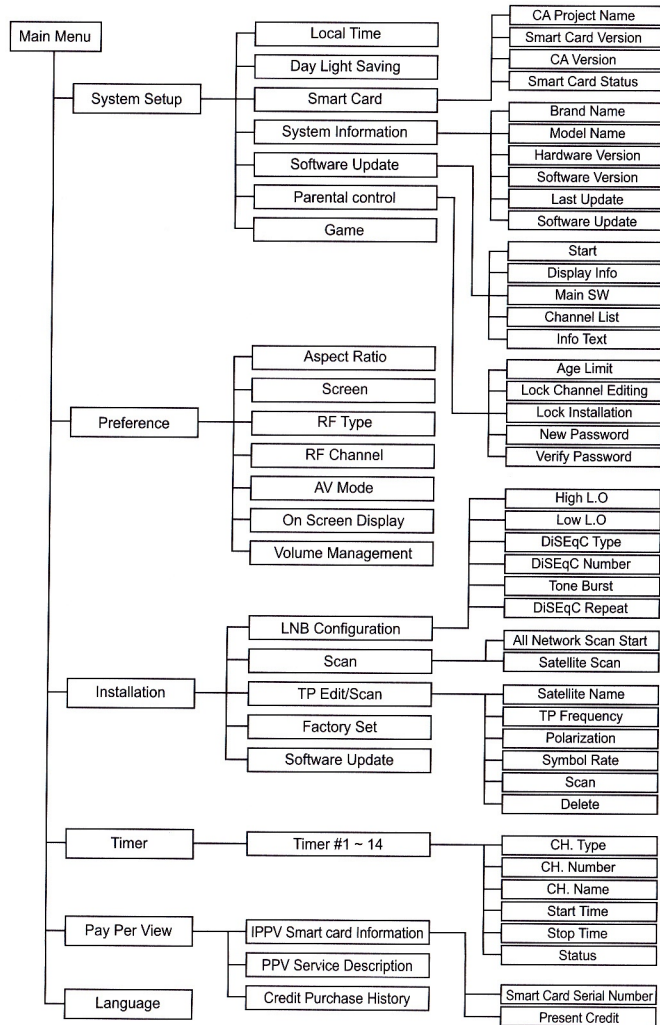 Main Menu
System Setup
Local Time
Day Light Saving
Smart Card
CA Project Name
Smart Card Version
CA Version
Smart Card Status
System Information
Brand Name
Model Name
Hardware Version
Software Version
Last Update
Software Update
Software Update
Start
Display Info
Main SW
Channel List
Info Text
Parental control
Age Limit
Lock Channel Editing
Lock Installation
New Password
Verify Password
Game
Preference
Aspect Ratio
Screen
RF Type
RF Channel
AV Mode
On Screen Display
Volume Management
Installation
LNB Configuration
High L.O
Low L.O
DiSEqC Type
DiSEqC Number
Tone Burst
DiSEqC Repeat
Scan
All Network Scan Start
Satellite Scan
TP Edit/Scan
Satellite Name
TP Frequency
Polarization
Symbol Rate
Scan
Delete
Factory Set
Software Update
Timer
Timer #1 ~ 14
CH. Type
CH. Number
CH. Name
Start Time
Stop Time
Status
Pay Per View
IPPV Smart card Information
Smart Card Serial Number
Present Credit
PPV Service Description
Credit Purchase History
Language